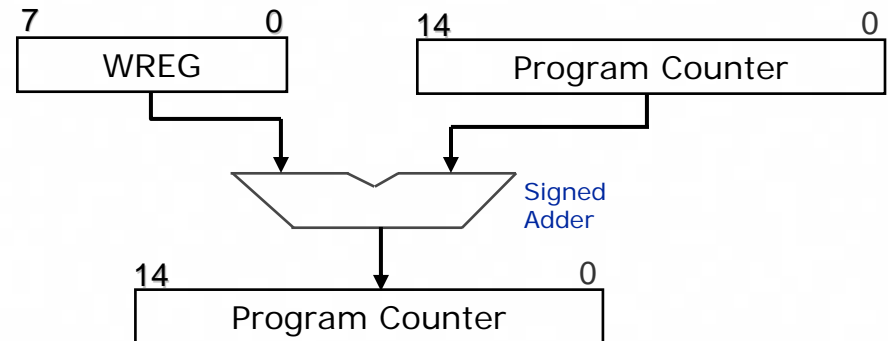 7 0 14 0
WREG Program Counter
Signed
Adder
14 0
Program Counter